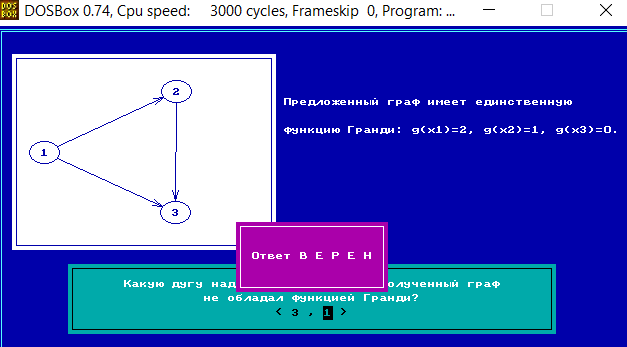 DOSBox 0.74, Cpu speed: 3000 cycles, Frameskip 0, Program: ...
2
1
3
Предложенный граф имеет единственную
функцию Гранди: g(x1)=2, g(x2)=1, g(x3)=0.
Ответ В Е Р Е Н
Какую дугу над олученный граф
не обладал функцией Гранди?
< 3 , 1 >